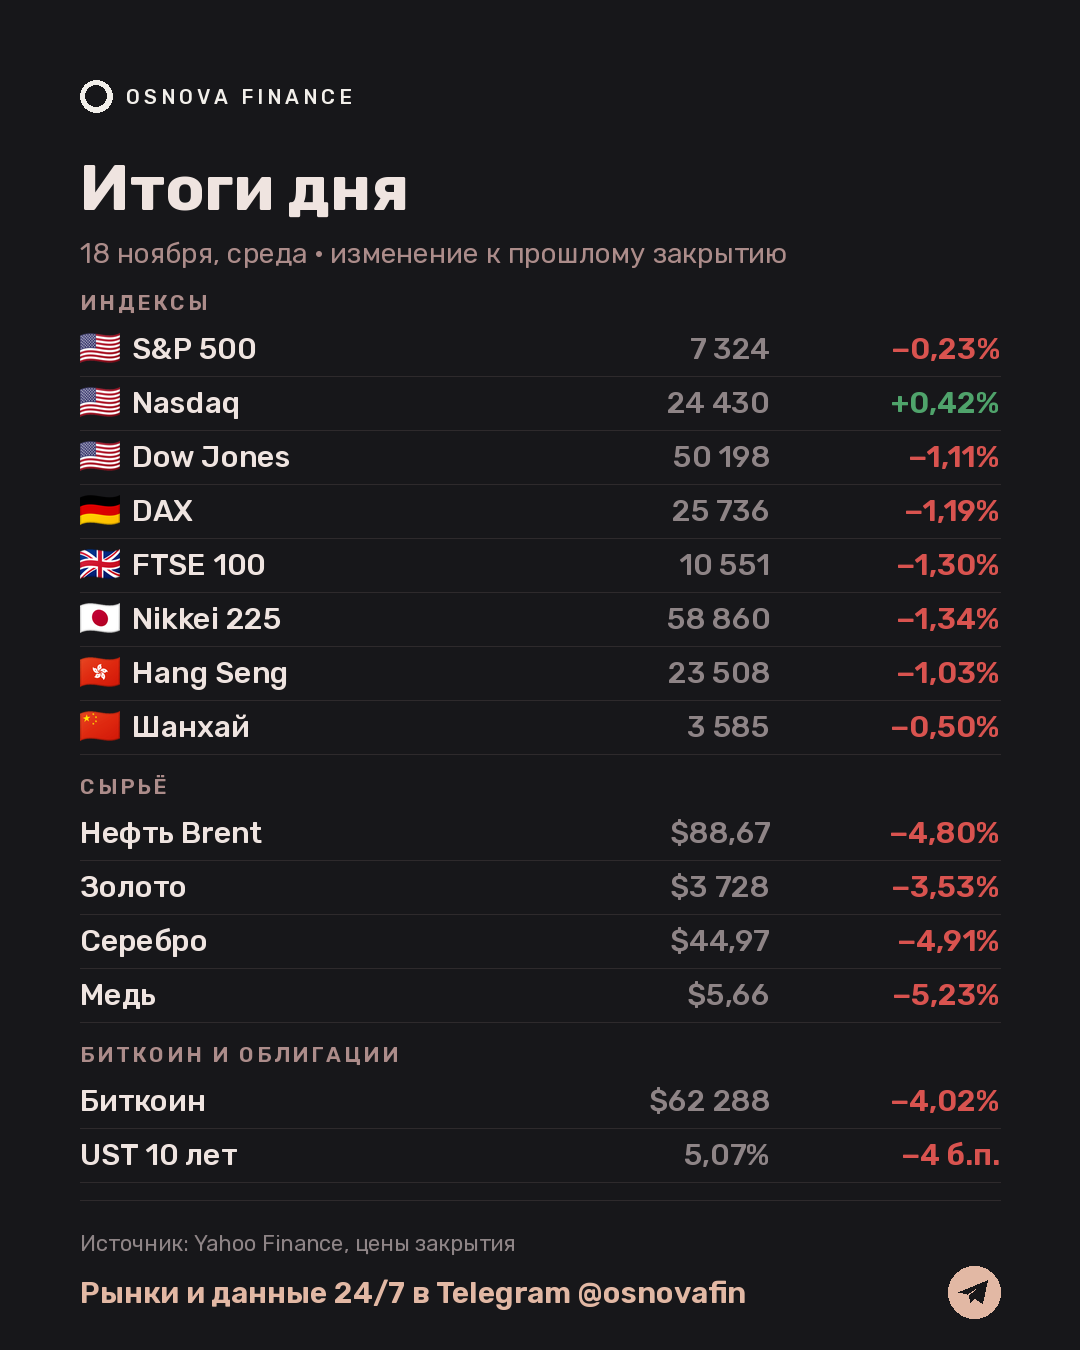 OSNOVA FINANCE
Итоги дня
18 ноября, среда • изменение к прошлому закрытию
ИНДЕКСЫ
S&P 500 7 324 −0,23%
Nasdaq 24 430 +0,42%
Dow Jones 50 198 −1,11%
DAX 25 736 −1,19%
FTSE 100 10 551 −1,30%
Nikkei 225 58 860 −1,34%
Hang Seng 23 508 −1,03%
Шанхай 3 585 −0,50%
СЫРЬЁ
Нефть Brent $88,67 −4,80%
Золото $3 728 −3,53%
Серебро $44,97 −4,91%
Медь $5,66 −5,23%
БИТКОИН И ОБЛИГАЦИИ
Биткоин $62 288 −4,02%
UST 10 лет 5,07% −4 б.п.
Источник: Yahoo Finance, цены закрытия
Рынки и данные 24/7 в Telegram @osnovafin